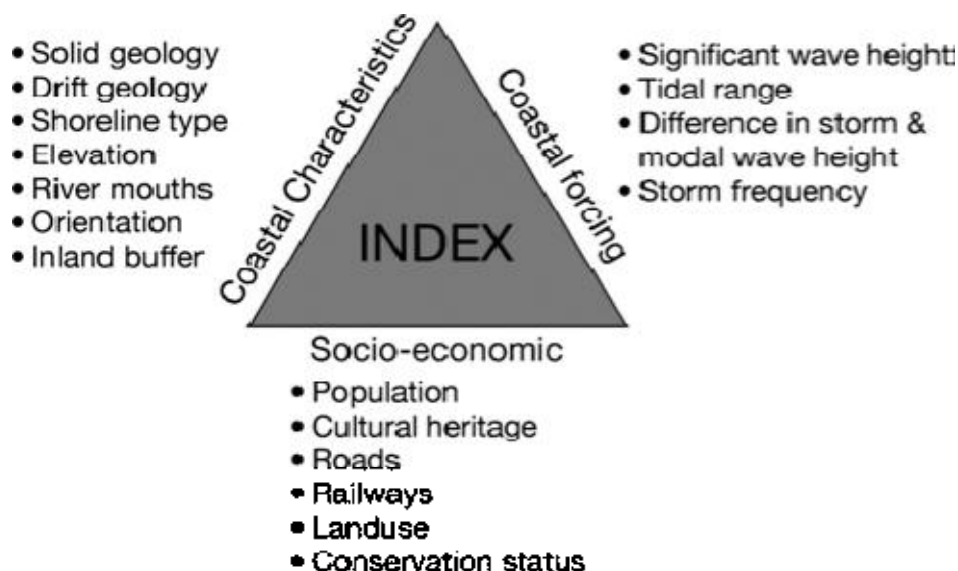 • Solid geology
• Drift geology
• Shoreline type
• Elevation
• River mouths
• Orientation
• Inland buffer
Coastal Characteristics
INDEX
Coastal forcing
• Significant wave height
• Tidal range
• Difference in storm &
modal wave height
• Storm frequency
Socio-economic
• Population
• Cultural heritage
• Roads
• Railways
• Landuse
• Conservation status